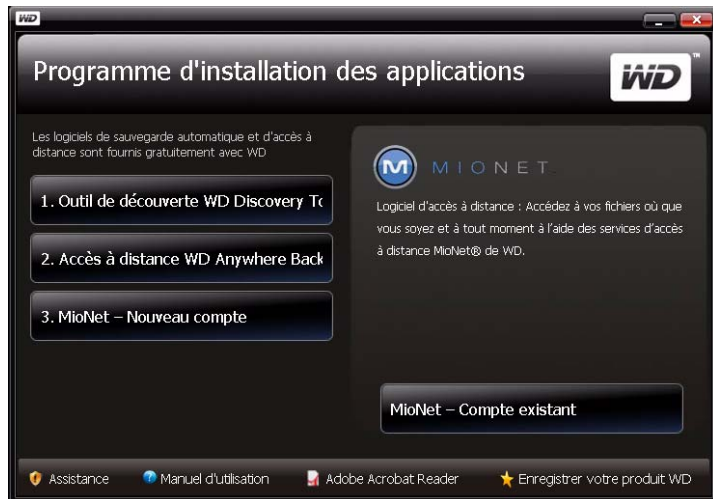 WD
Programme d'installation des applications
WD™
Les logiciels de sauvegarde automatique et d'accès à
distance sont fournis gratuitement avec WD
1. Outil de découverte WD Discovery To
2. Accès à distance WD Anywhere Back
3. MioNet – Nouveau compte
M MIONET
Logiciel d'accès à distance : Accédez à vos fichiers où que
vous soyez et à tout moment à l'aide des services d'accès
à distance MioNet® de WD.
MioNet – Compte existant
Assistance
Manuel d'utilisation
Adobe Acrobat Reader
Enregistrer votre produit WD